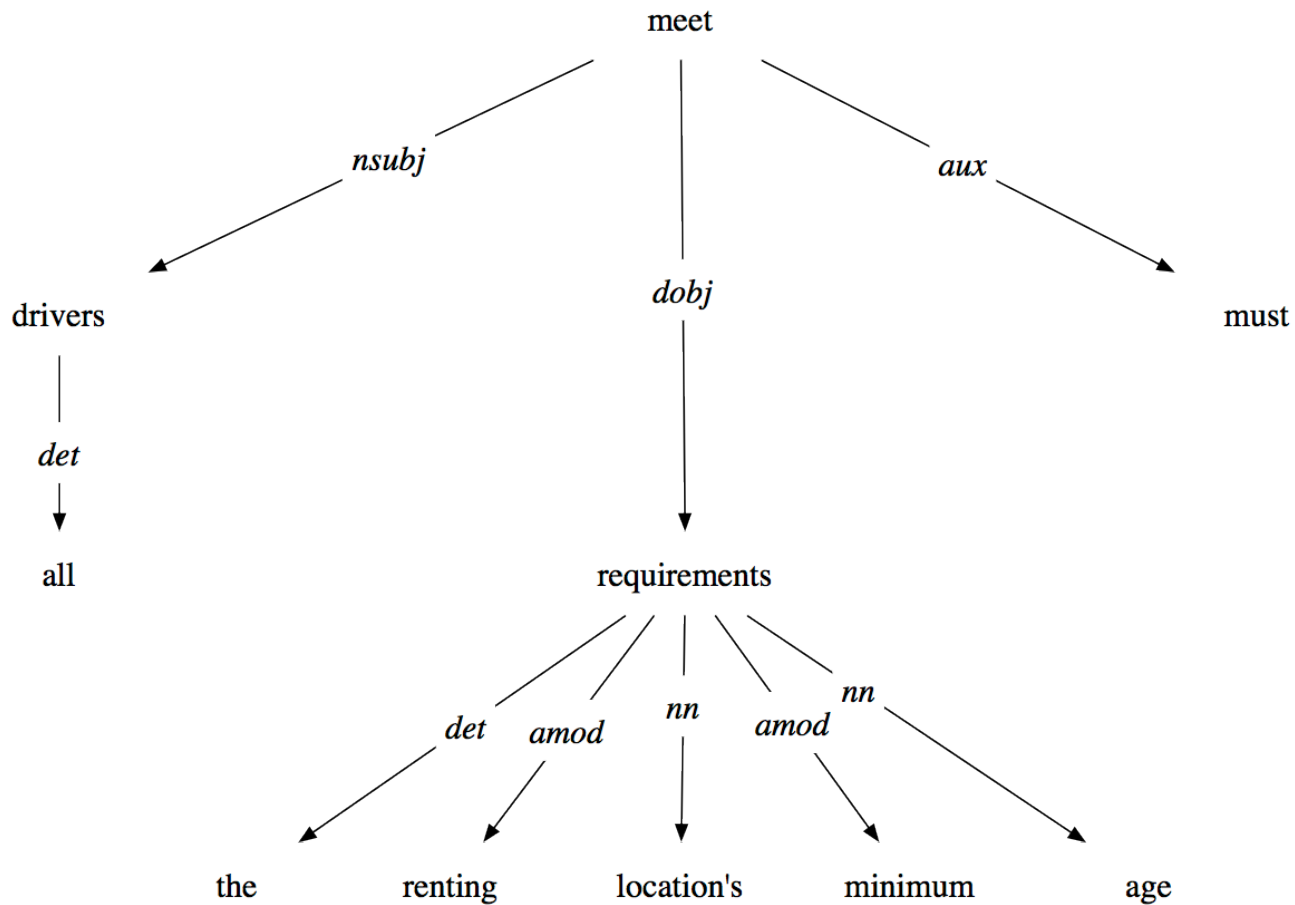 meet
nsubj
aux
dobj
drivers
must
det
all
requirements
nn
nn
det
amod
amod
the
renting
location's
minimum
age